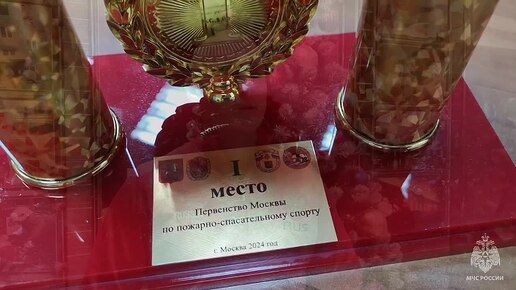 I
место
Первенство Москвы
по пожарно-спасательному спорту
г. Москва 2024 год
МЧС РОССИИ